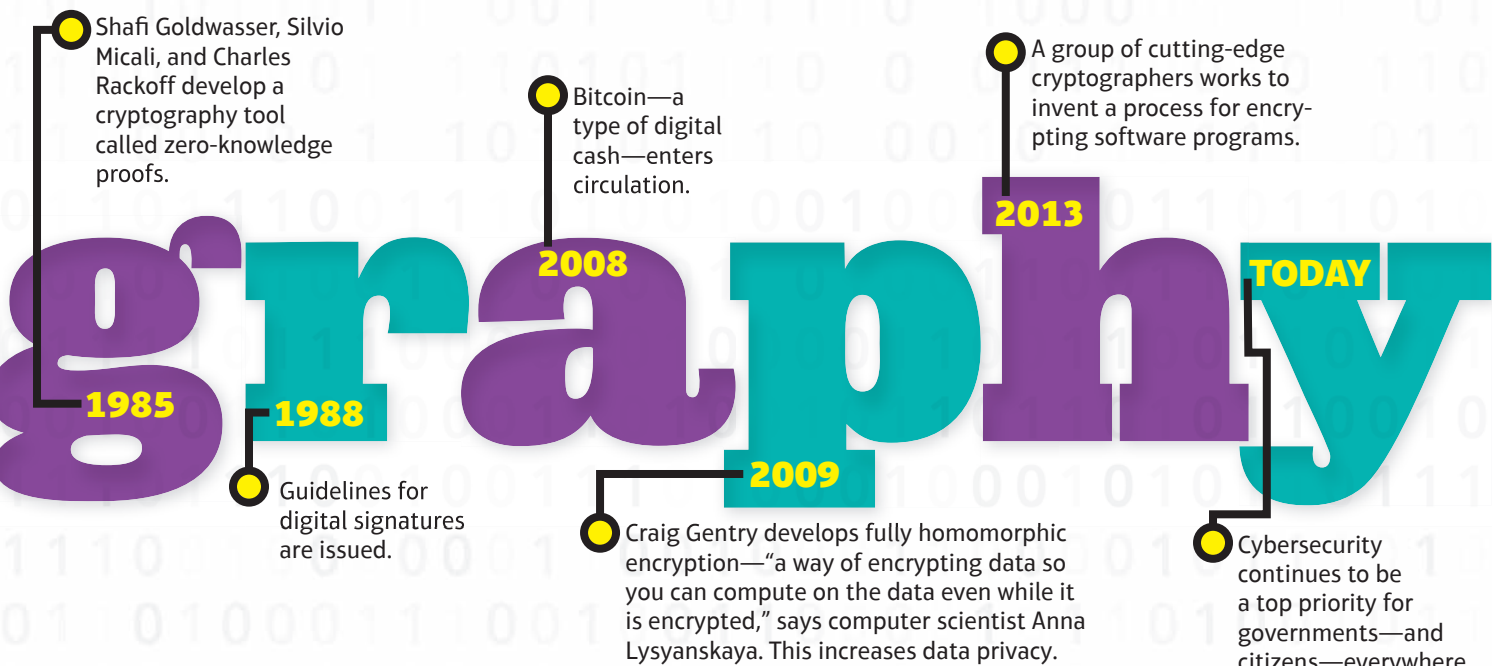 Shafi Goldwasser, Silvio
Micali, and Charles
Rackoff develop a
cryptography tool
called zero-knowledge
proofs.
Bitcoin—a
type of digital
cash—enters
circulation.
A group of cutting-edge
cryptographers works to
invent a process for encry-
pting software programs.
graphy
1985
1988
2008
2009
2013
TODAY
Guidelines for
digital signatures
are issued.
Craig Gentry develops fully homomorphic
encryption—“a way of encrypting data so
you can compute on the data even while it
is encrypted,” says computer scientist Anna
Lysyanskaya. This increases data privacy.
Cybersecurity
continues to be
a top priority for
governments—and
citizens—everywhere